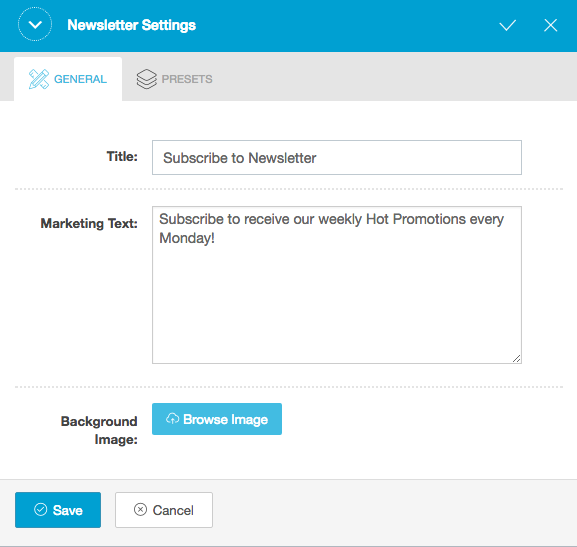 Newsletter Settings
GENERAL PRESETS
Title: Subscribe to Newsletter
Marketing Text: Subscribe to receive our weekly Hot Promotions every
Monday!
Background
Image:
Browse Image
Save Cancel